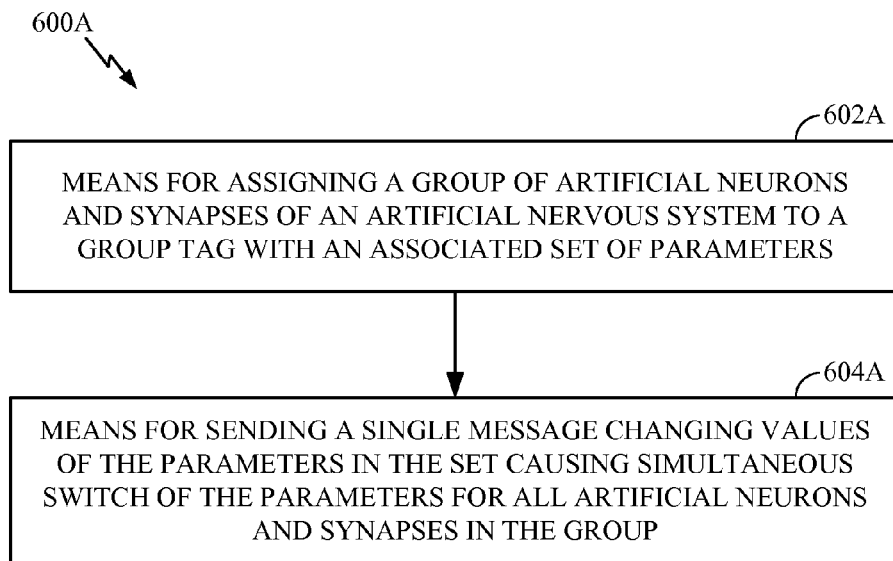 600A
602A
MEANS FOR ASSIGNING A GROUP OF ARTIFICIAL NEURONS
AND SYNAPSES OF AN ARTIFICIAL NERVOUS SYSTEM TO A
GROUP TAG WITH AN ASSOCIATED SET OF PARAMETERS
604A
MEANS FOR SENDING A SINGLE MESSAGE CHANGING VALUES
OF THE PARAMETERS IN THE SET CAUSING SIMULTANEOUS
SWITCH OF THE PARAMETERS FOR ALL ARTIFICIAL NEURONS
AND SYNAPSES IN THE GROUP